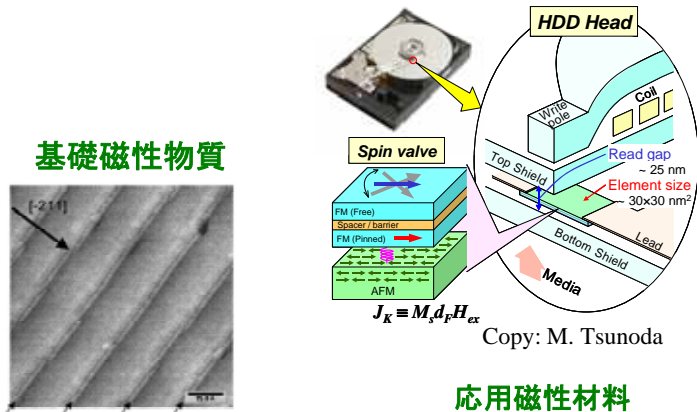 基礎磁性物質
[-211]
HDD Head
Write
pole
Coil
Top Shield
Read gap
~ 25 nm
Element size
~ 30×30 nm²
Lead
Bottom Shield
Media
Spin valve
FM (Free)
Spacer / barrier
FM (Pinned)
AFM
J_K ≡ M_s d_F H_ex
Copy: M. Tsunoda
応用磁性材料